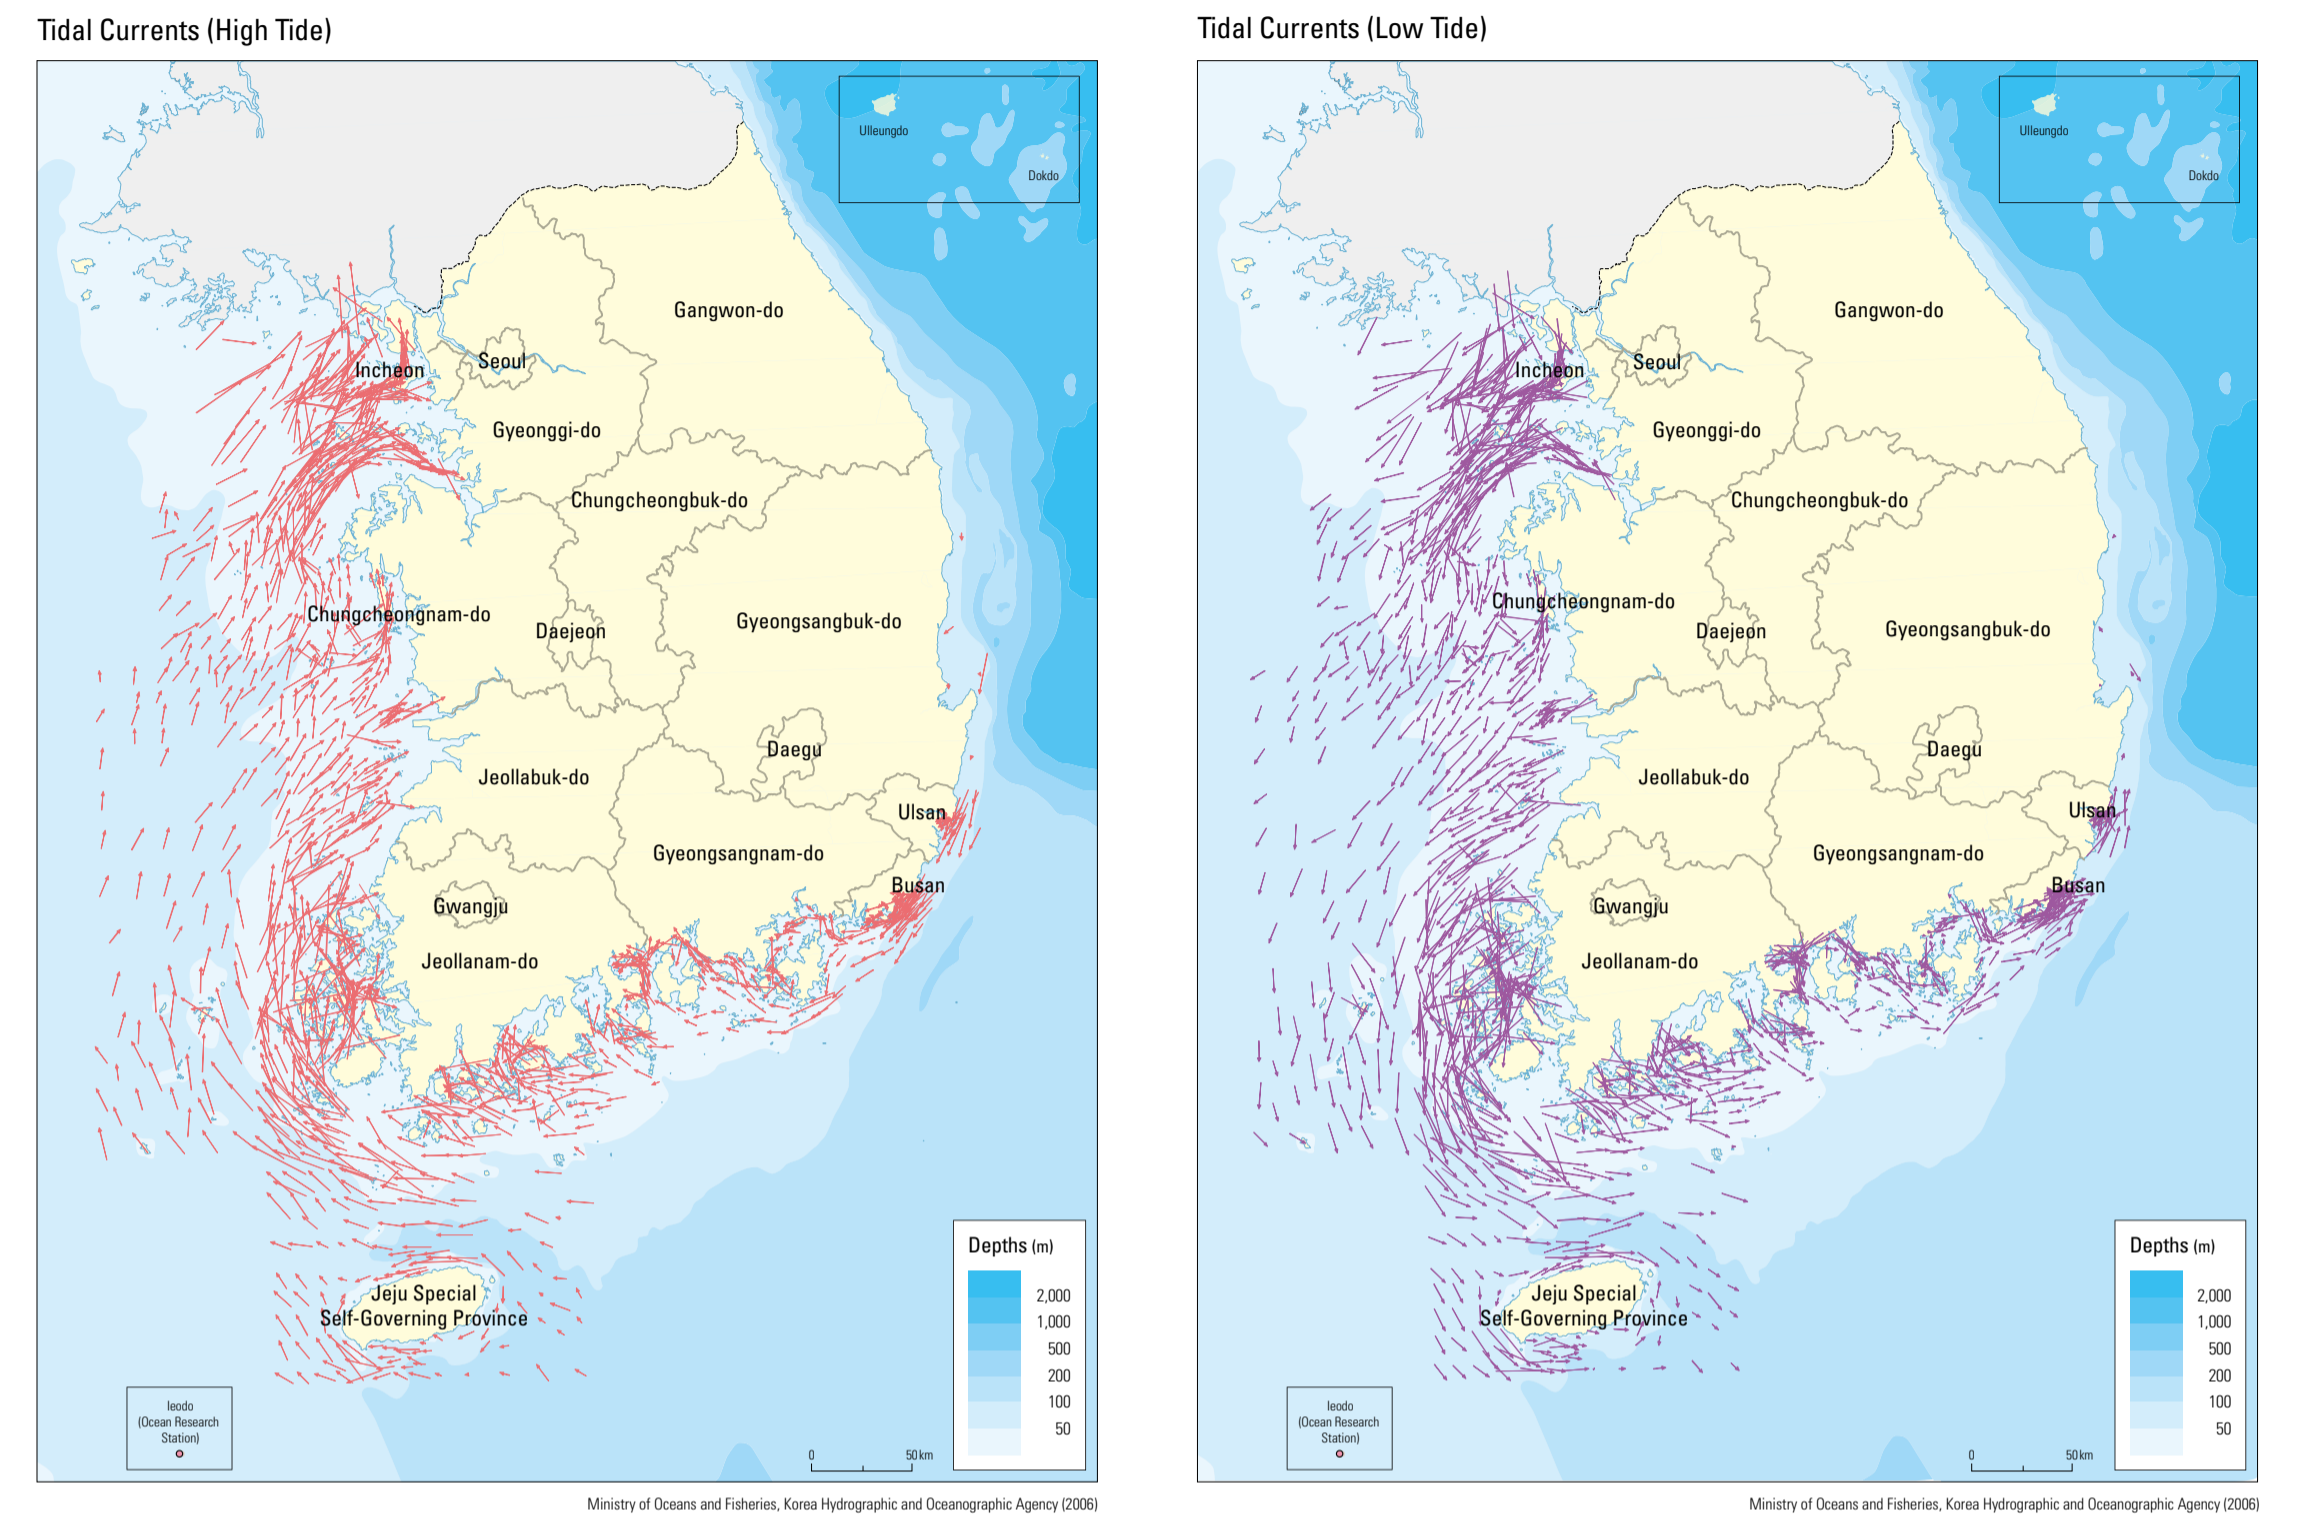 Tidal Currents (High Tide)
Ulleungdo
Dokdo
Gangwon-do
Seoul
Incheon
Gyeonggi-do
Chungcheongbuk-do
Chungcheongnam-do
Daejeon
Gyeongsangbuk-do
Daegu
Jeollabuk-do
Ulsan
Gyeongsangnam-do
Busan
Gwangju
Jeollanam-do
Jeju Special
Self-Governing Province
Ieodo
(Ocean Research
Station)
0 50 km
Depths (m)
2,000
1,000
500
200
100
50
Ministry of Oceans and Fisheries, Korea Hydrographic and Oceanographic Agency (2006)
Tidal Currents (Low Tide)
Ulleungdo
Dokdo
Gangwon-do
Seoul
Incheon
Gyeonggi-do
Chungcheongbuk-do
Chungcheongnam-do
Daejeon
Gyeongsangbuk-do
Daegu
Jeollabuk-do
Ulsan
Gyeongsangnam-do
Busan
Gwangju
Jeollanam-do
Jeju Special
Self-Governing Province
Ieodo
(Ocean Research
Station)
0 50 km
Depths (m)
2,000
1,000
500
200
100
50
Ministry of Oceans and Fisheries, Korea Hydrographic and Oceanographic Agency (2006)